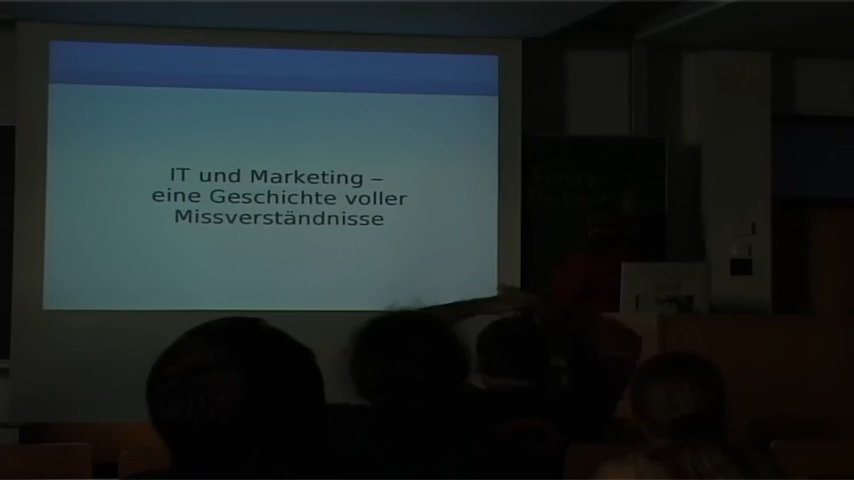 IT und Marketing –
eine Geschichte voller
Missverständnisse